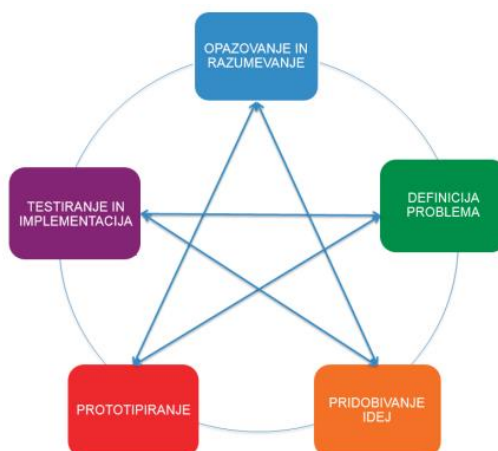 OPAZOVANJE IN
RAZUMEVANJE
DEFINICIJA
PROBLEMA
PRIDOBIVANJE
IDEJ
PROTOTIPIRANJE
TESTIRANJE IN
IMPLEMENTACIJA